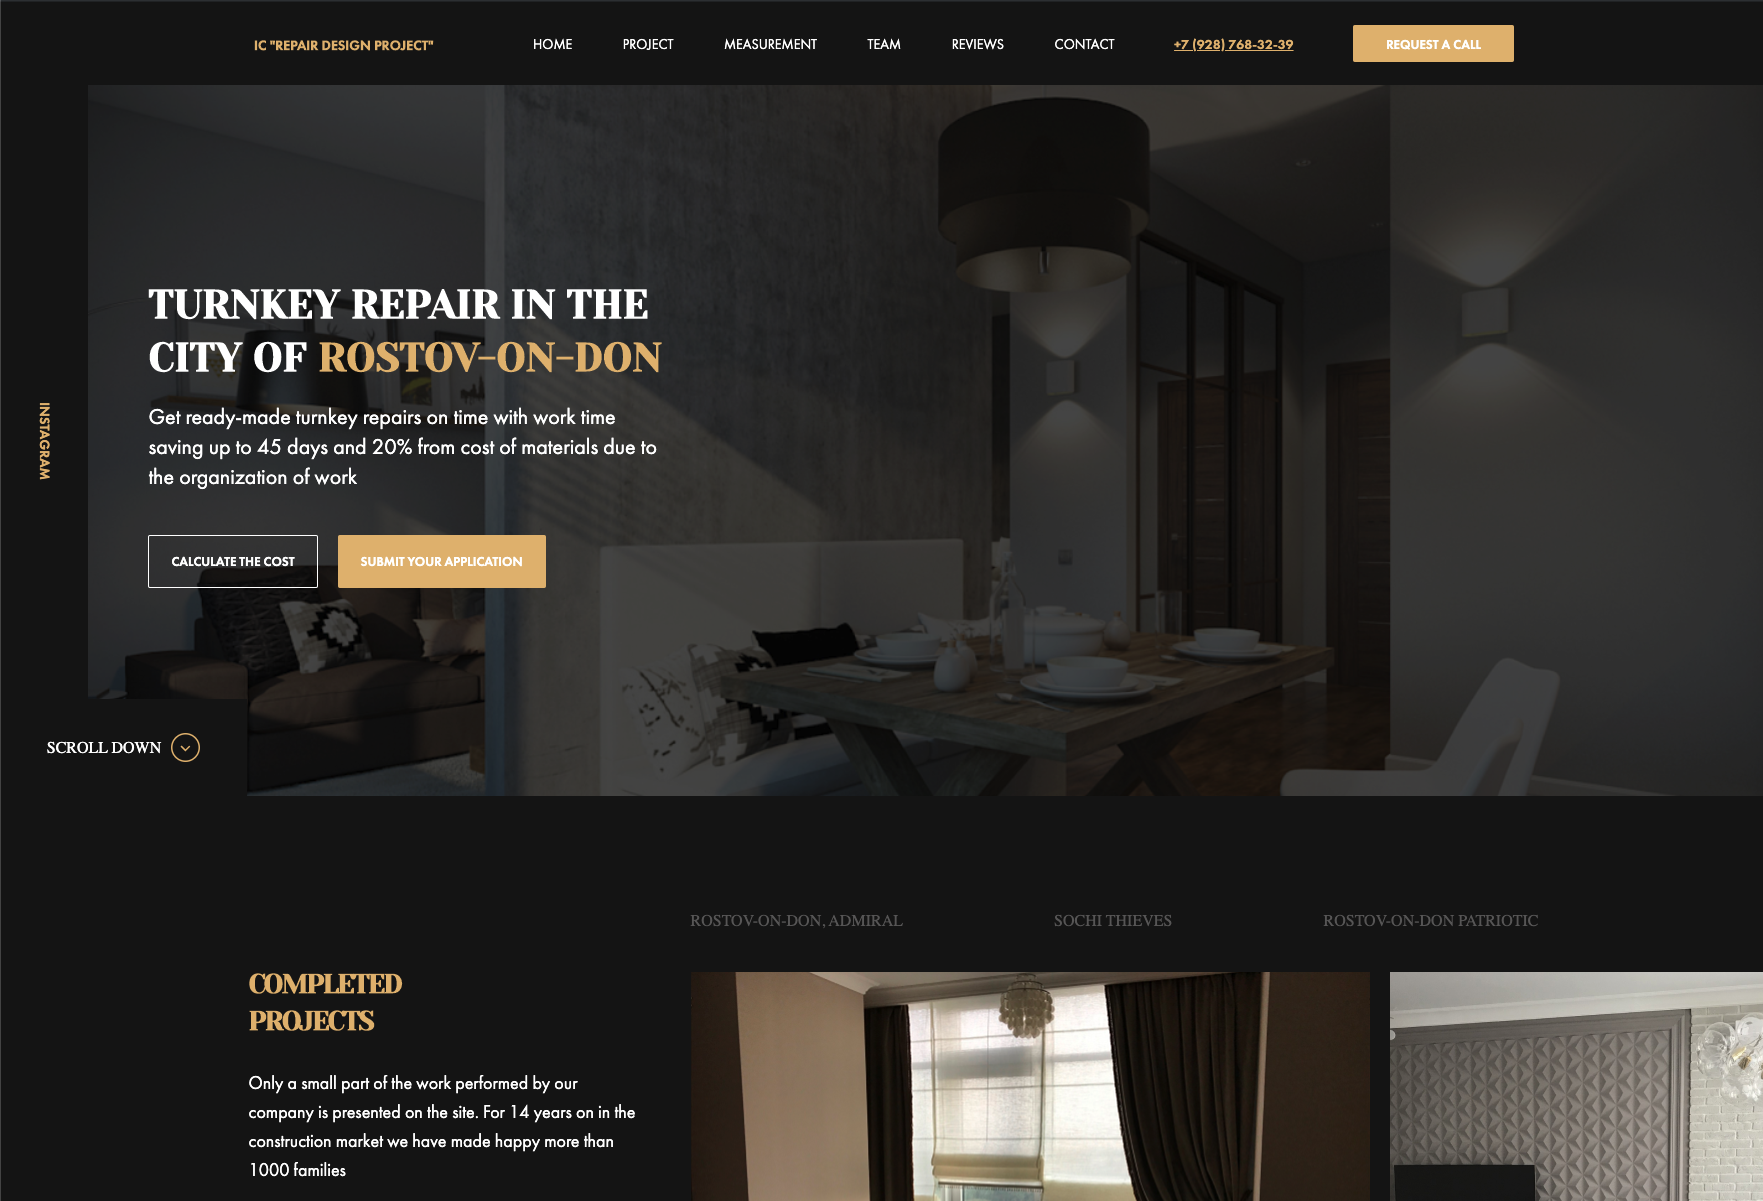 IC "REPAIR DESIGN PROJECT"
HOME
PROJECT
MEASUREMENT
TEAM
REVIEWS
CONTACT
+7 (928) 768-32-39
REQUEST A CALL
TURNKEY REPAIR IN THE
CITY OF ROSTOV-ON-DON
Get ready-made turnkey repairs on time with work time
saving up to 45 days and 20% from cost of materials due to
the organization of work
INSTAGRAM
CALCULATE THE COST
SUBMIT YOUR APPLICATION
SCROLL DOWN
ROSTOV-ON-DON, ADMIRAL
SOCHI THIEVES
ROSTOV-ON-DON PATRIOTIC
COMPLETED
PROJECTS
Only a small part of the work performed by our
company is presented on the site. For 14 years on in the
construction market we have made happy more than
1000 families